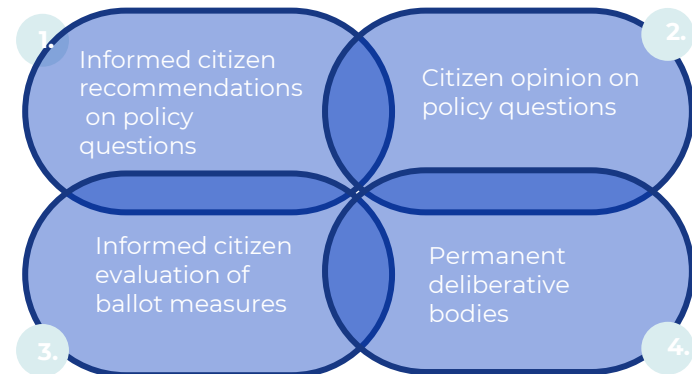 1.
Informed citizen
recommendations
on policy
questions
2.
Citizen opinion on
policy questions
3.
Informed citizen
evaluation of
ballot measures
4.
Permanent
deliberative
bodies